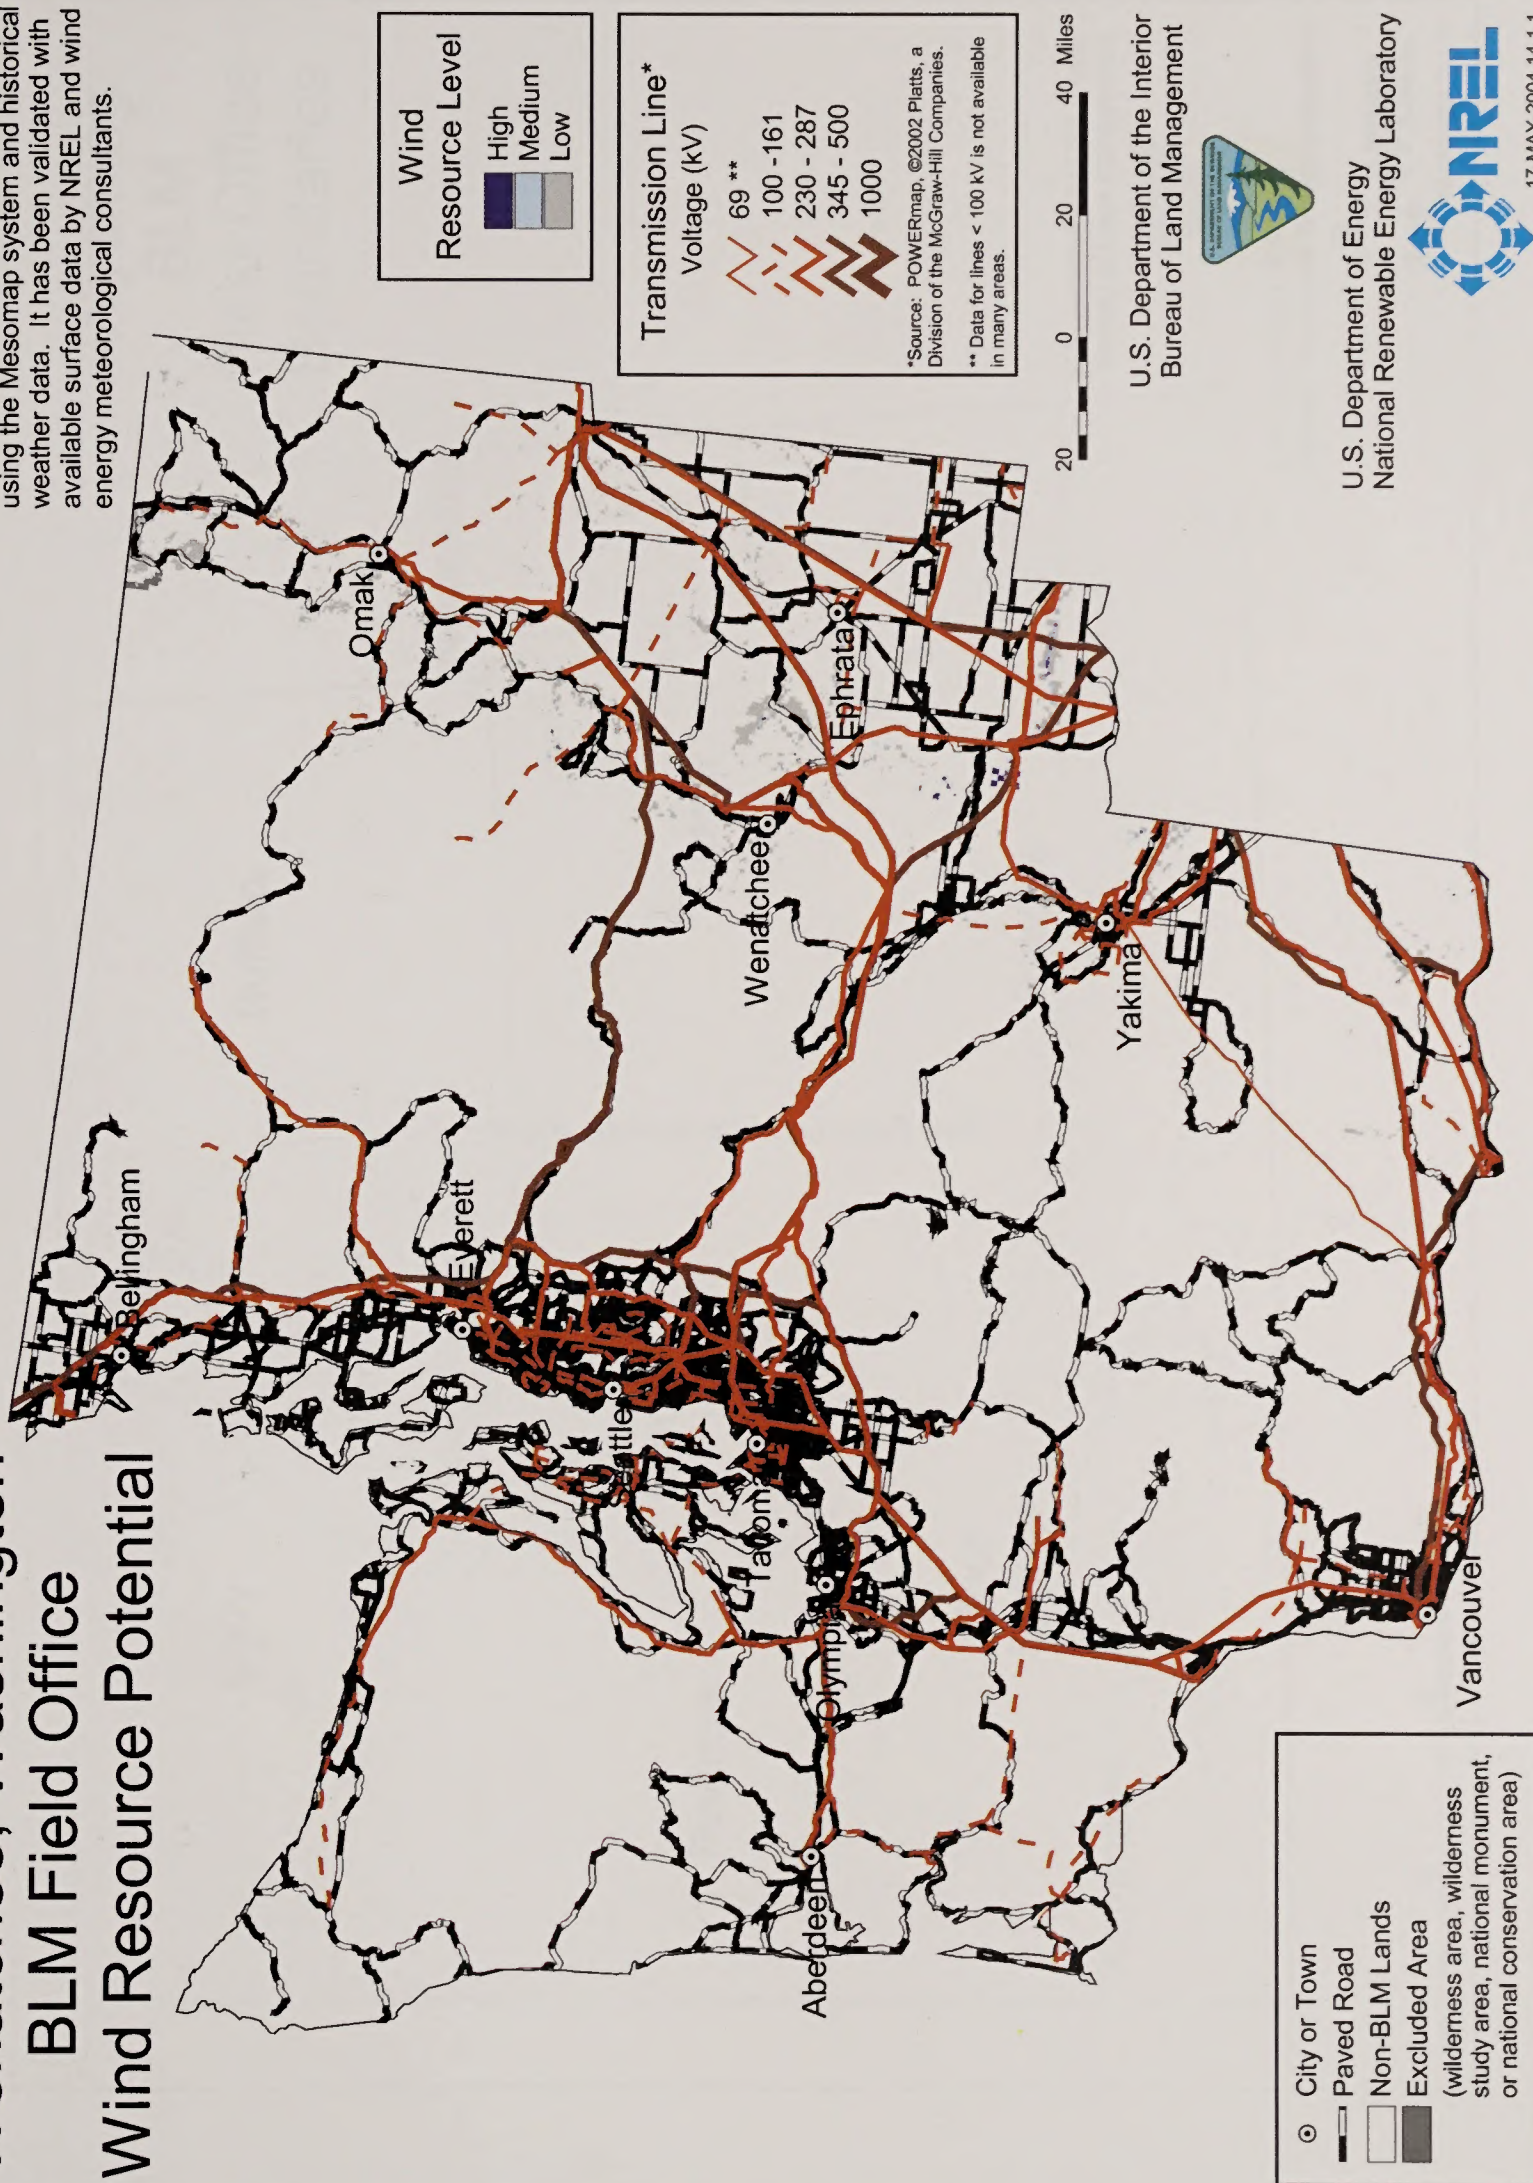 BLM Field Office
Wind Resource Potential
using the Mesomap system and historical
weather data. It has been validated with
available surface data by NREL and wind
energy meteorological consultants.
Wind
Resource Level
High
Medium
Low
Transmission Line*
Voltage (kV)
69 **
100 -161
230 - 287
345 - 500
1000
*Source: POWERmap, ©2002 Platts, a
Division of the McGraw-Hill Companies.
** Data for lines < 100 kV is not available
in many areas.
20 0 20 40 Miles
U.S. Department of the Interior
Bureau of Land Management
U.S. Department of Energy
National Renewable Energy Laboratory
NREL
Bellingham
Everett
Omak
Seattle
Wenatchee
Ephrata
Tacoma
Olympia
Aberdeen
Yakima
Vancouver
City or Town
Paved Road
Non-BLM Lands
Excluded Area
(wilderness area, wilderness
study area, national monument,
or national conservation area)